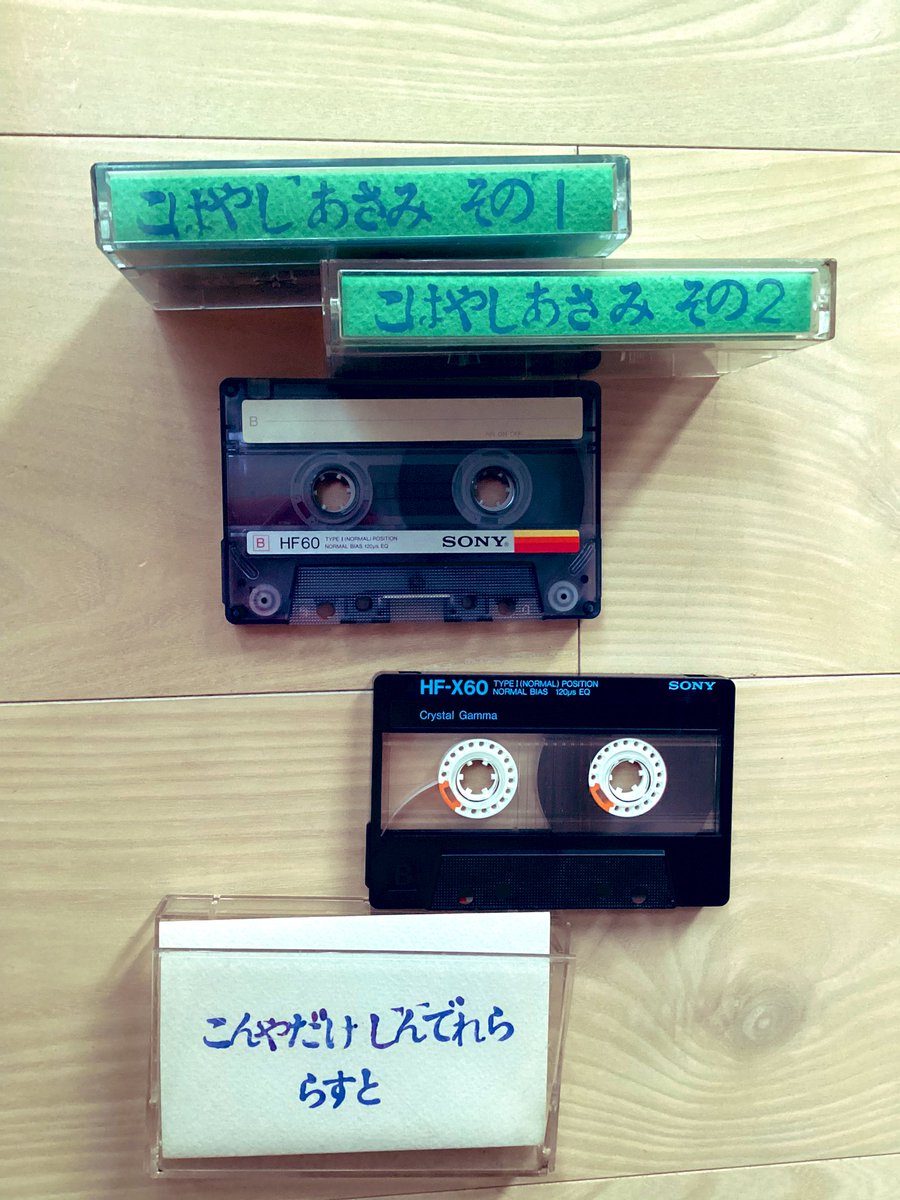 こはやしあさみ その1
こはやしあさみ その2
B
B HF60 TYPE I (NORMAL) POSITION
NORMAL BIAS 120μs EQ
SONY
HF-X60 TYPE I (NORMAL) POSITION
NORMAL BIAS 120μs EQ
SONY
Crystal Gamma
こんやだけしんでれら
らすと